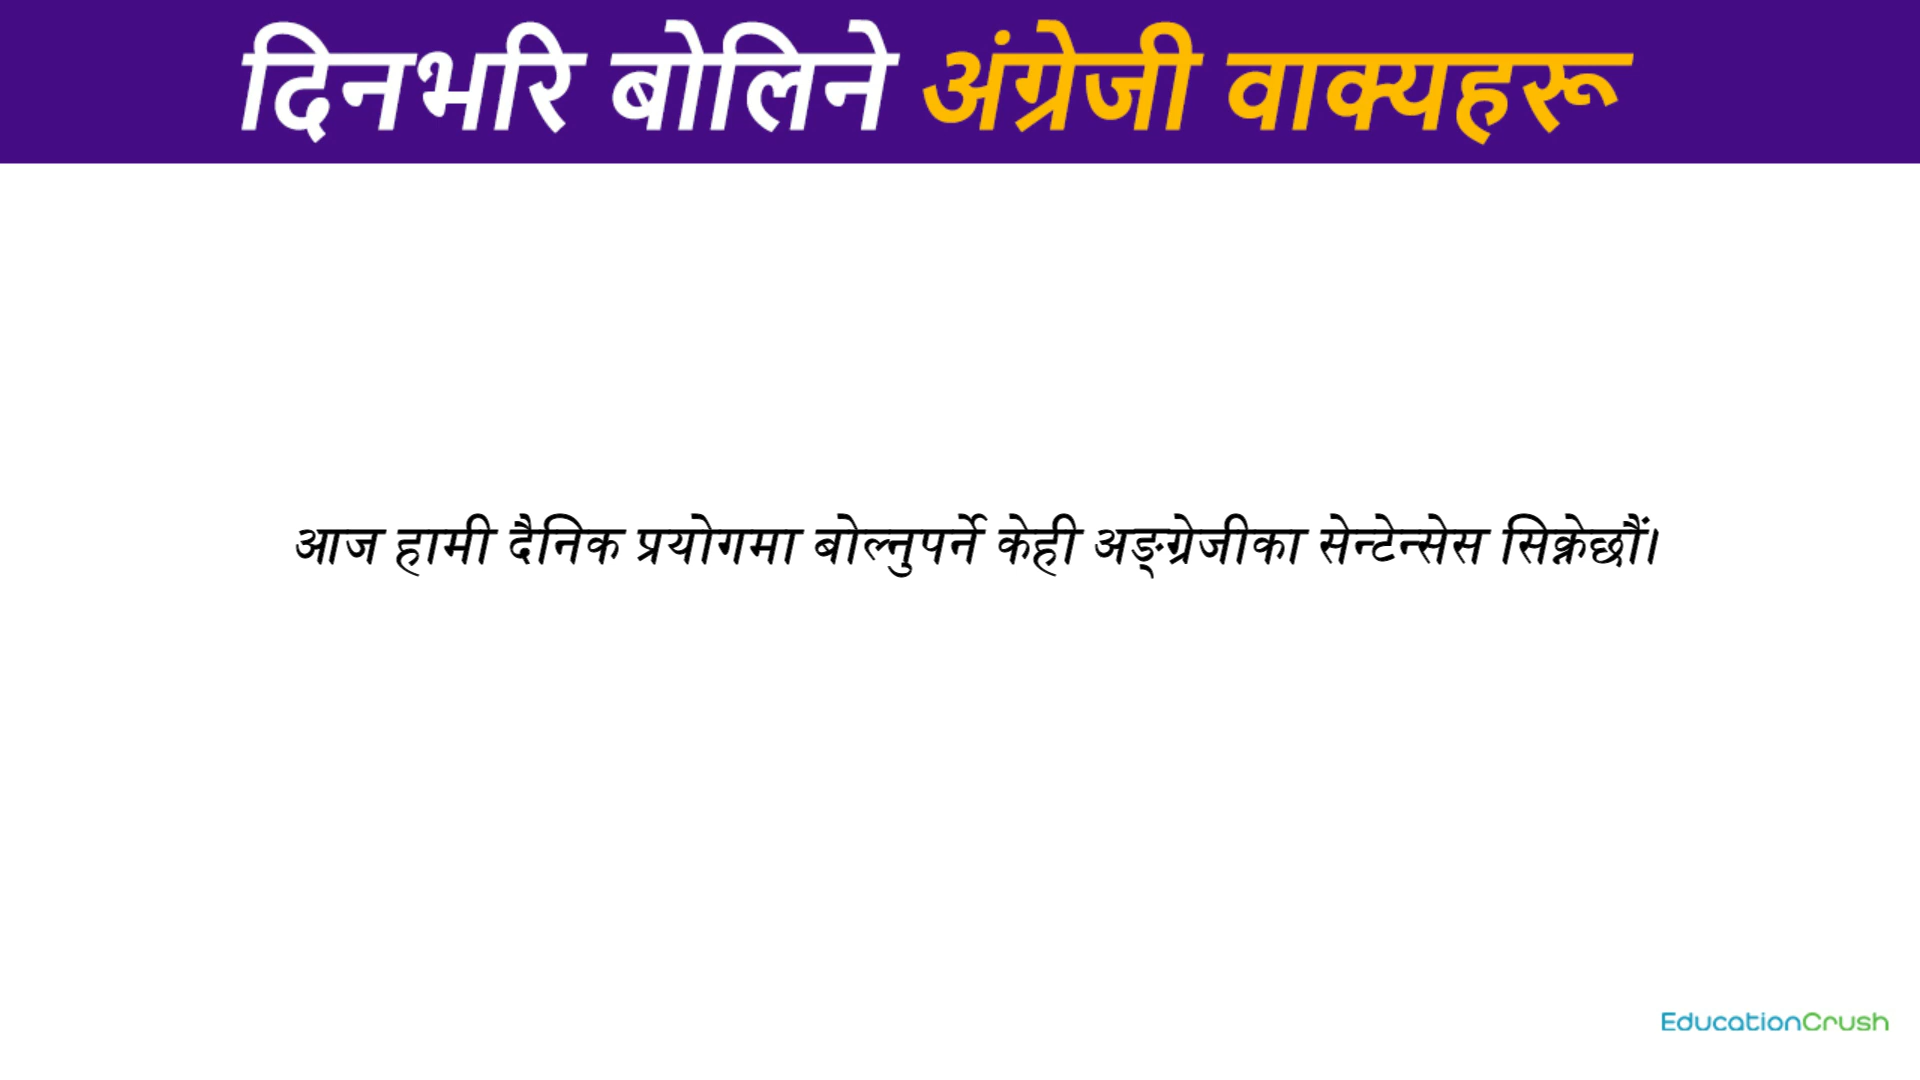 दिनभरि बोलिने अंग्रेजी वाक्यहरू
आज हामी दैनिक प्रयोगमा बोल्नुपर्ने केही अङ्ग्रेजीका सेन्टेन्सेस सिक्नेछौं।
EducationCrush